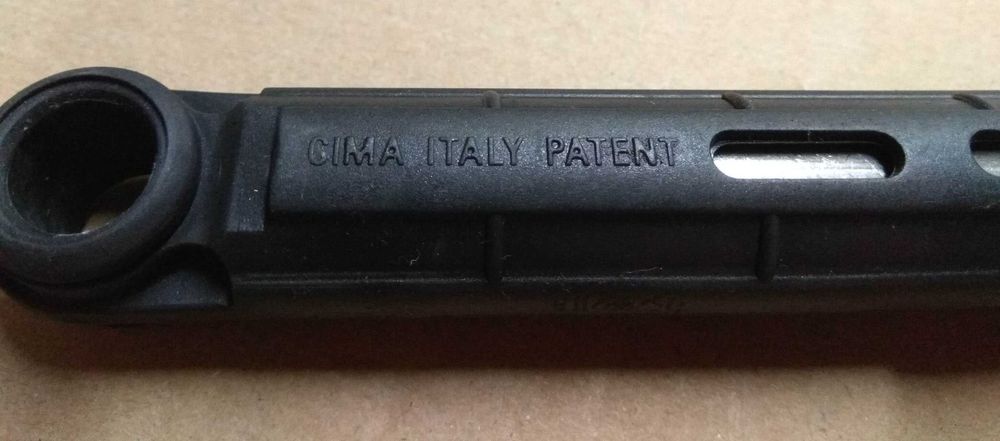 CIMA ITALY PATENT